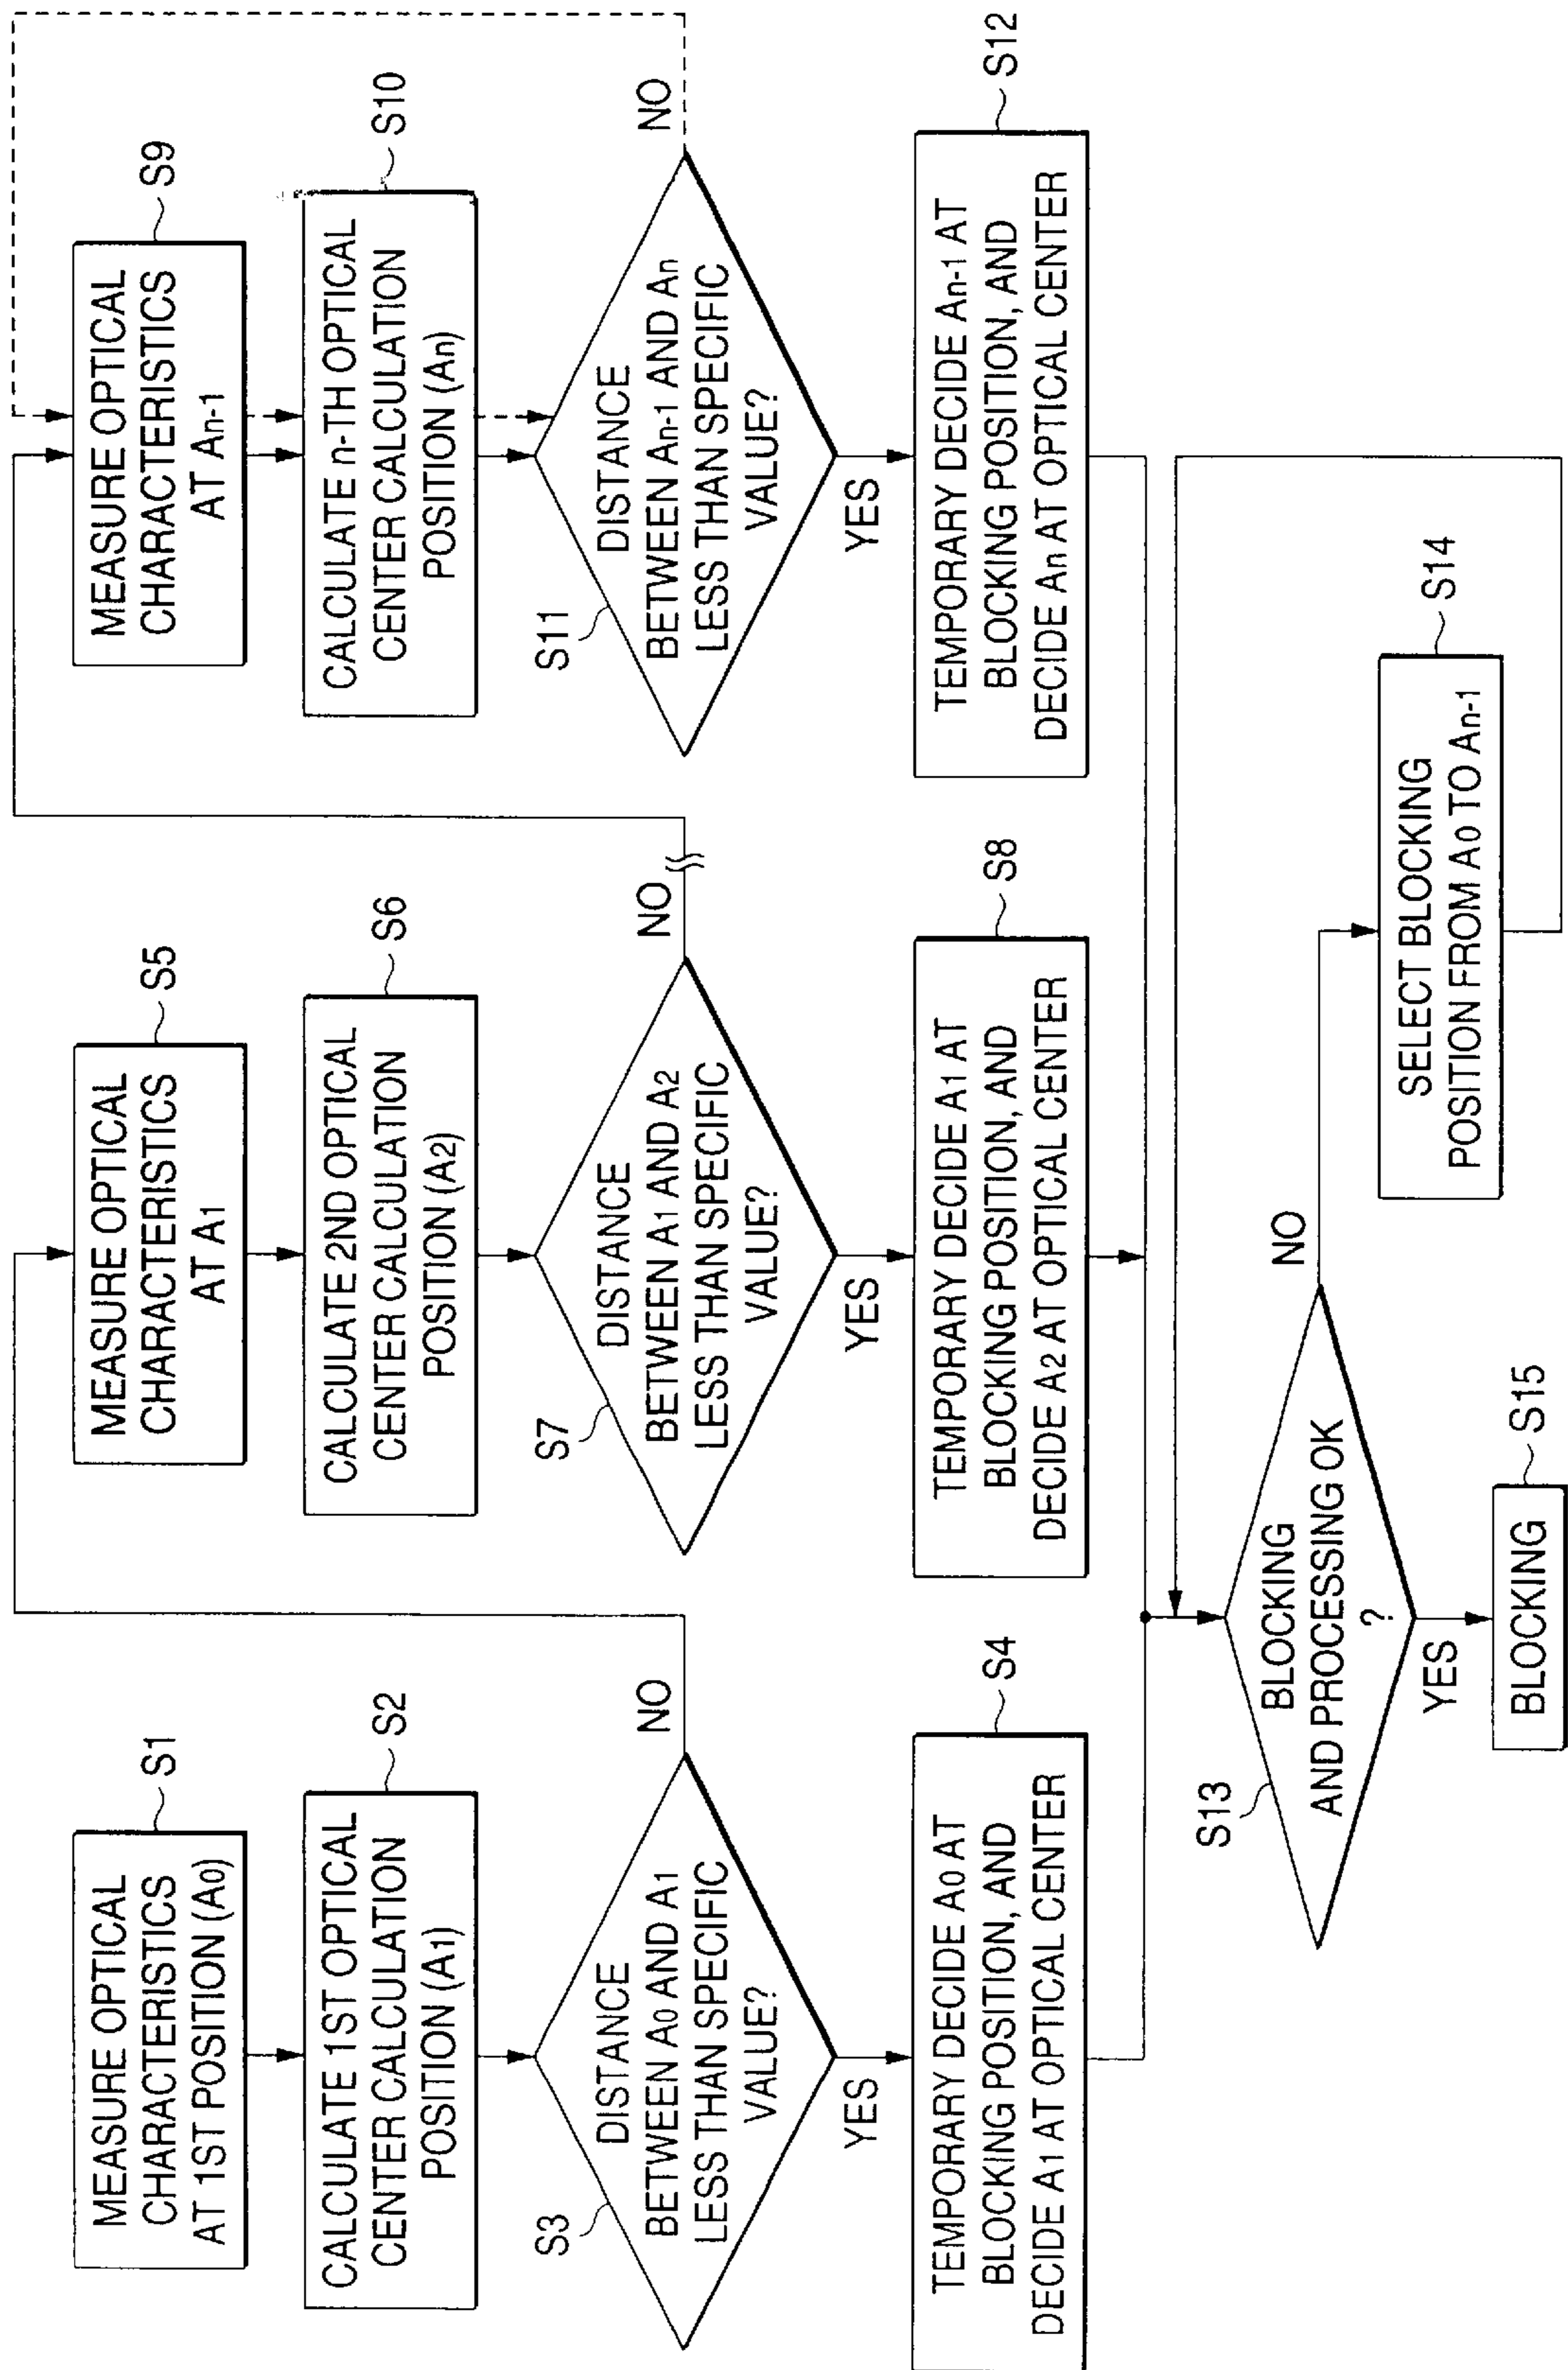 MEASURE OPTICAL
CHARACTERISTICS
AT 1ST POSITION (A0)
S1
CALCULATE 1ST OPTICAL
CENTER CALCULATION
POSITION (A1)
S2
DISTANCE
BETWEEN A0 AND A1
LESS THAN SPECIFIC
VALUE?
S3
NO
YES
TEMPORARY DECIDE A0 AT
BLOCKING POSITION, AND
DECIDE A1 AT OPTICAL CENTER
S4
MEASURE OPTICAL
CHARACTERISTICS
AT A1
S5
CALCULATE 2ND OPTICAL
CENTER CALCULATION
POSITION (A2)
S6
DISTANCE
BETWEEN A1 AND A2
LESS THAN SPECIFIC
VALUE?
S7
NO
YES
TEMPORARY DECIDE A1 AT
BLOCKING POSITION, AND
DECIDE A2 AT OPTICAL CENTER
S8
MEASURE OPTICAL
CHARACTERISTICS
AT An-1
S9
CALCULATE n-TH OPTICAL
CENTER CALCULATION
POSITION (An)
S10
DISTANCE
BETWEEN An-1 AND An
LESS THAN SPECIFIC
VALUE?
S11
NO
YES
TEMPORARY DECIDE An-1 AT
BLOCKING POSITION, AND
DECIDE An AT OPTICAL CENTER
S12
BLOCKING
AND PROCESSING OK
?
S13
NO
YES
SELECT BLOCKING
POSITION FROM A0 TO An-1
S14
BLOCKING
S15